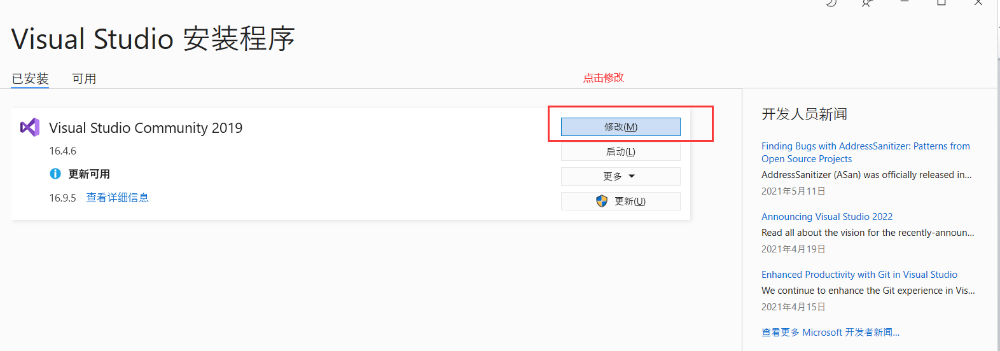 Visual Studio 安装程序
已安装
可用
点击修改
Visual Studio Community 2019
16.4.6
更新可用
16.9.5 查看详细信息
修改(M)
启动(L)
更多
更新(U)
开发人员新闻
Finding Bugs with AddressSanitizer: Patterns from
Open Source Projects
AddressSanitizer (ASan) was officially released in...
2021年5月11日
Announcing Visual Studio 2022
Read all about the vision for the recently-announ...
2021年4月19日
Enhanced Productivity with Git in Visual Studio
We continue to enhance the Git experience in Vis...
2021年4月15日
查看更多 Microsoft 开发者新闻...